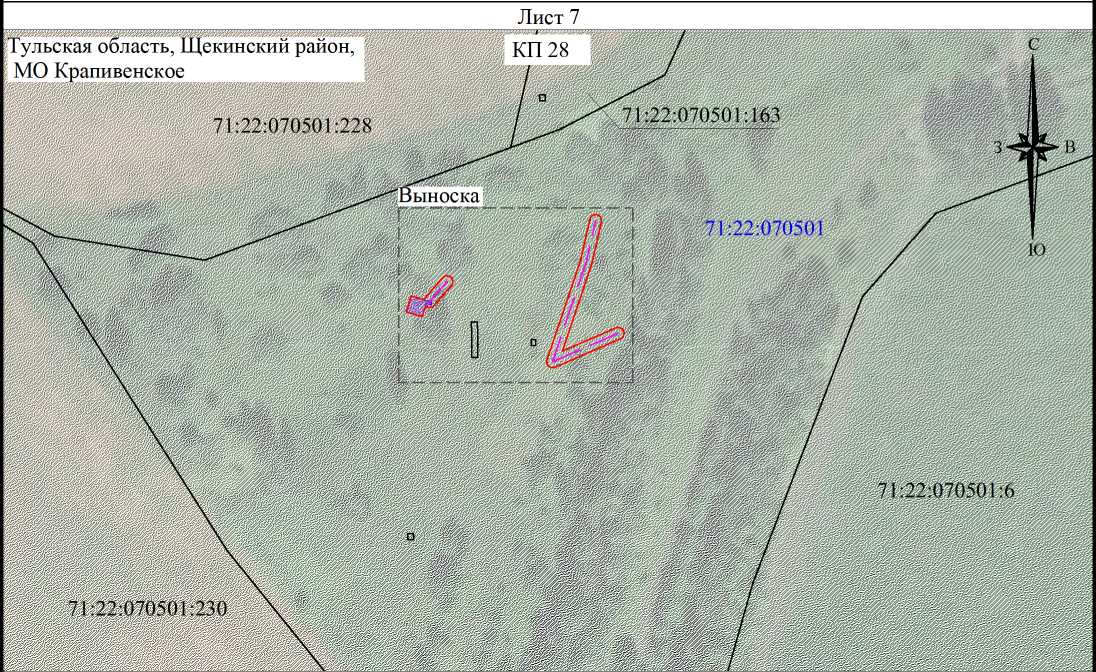 Лист 7
Тульская область, Щекинский район,
МО Крапивенское
КП 28
С
71:22:070501:163
71:22:070501:228
З
В
Выноска
71:22:070501
Ю
71:22:070501:6
71:22:070501:230